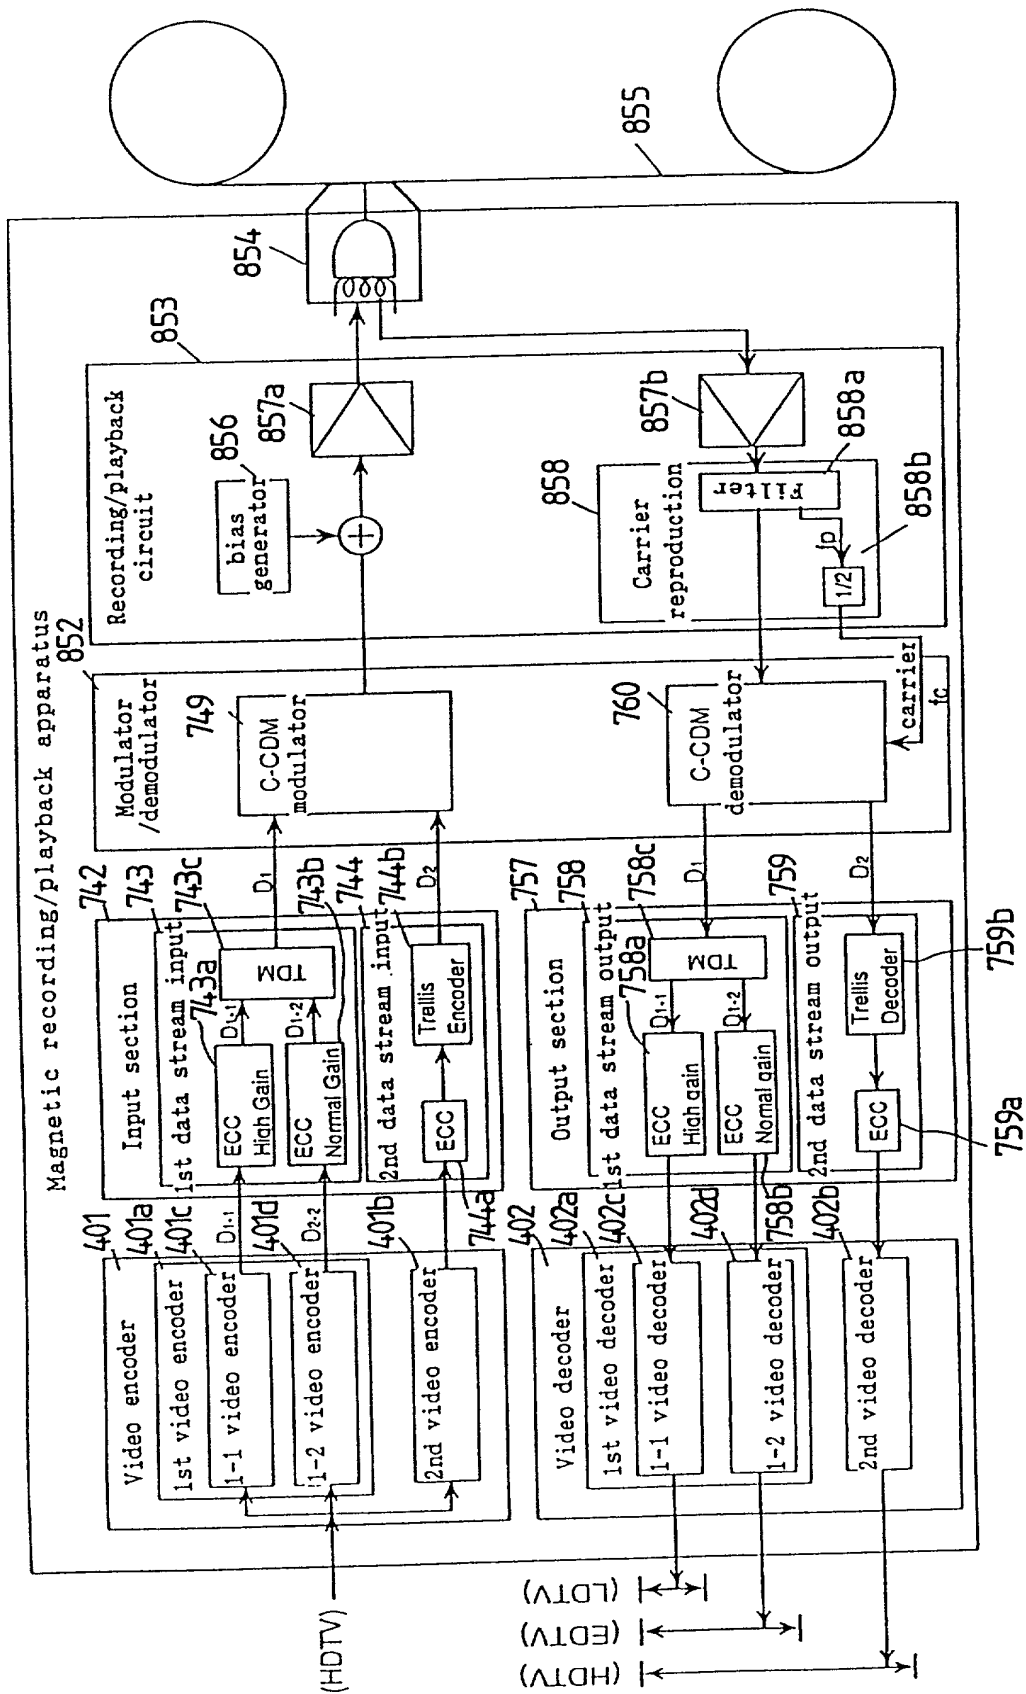 Magnetic recording/playback apparatus
(HDTV)
401
Video encoder
401a
1st video encoder
401c
1-1 video encoder
401d
1-2 video encoder
401b
2nd video encoder
D1-1
D2-2
742
Input section
743
1st data stream input
743a
ECC
High Gain
743b
ECC
Normal Gain
D1-1
D1-2
743c
TDM
744
2nd data stream input
744a
ECC
744b
Trellis
Encoder
D1
D2
852
Modulator
/demodulator
749
C-CDM
modulator
760
C-CDM
demodulator
carrier
fc
853
Recording/playback
circuit
856
bias
generator
857a
854
855
857b
858
Carrier
reproduction
858a
Filter
fp
858b
1/2
D1
D2
757
Output section
758
1st data stream output
758c
TDM
D1-1
D1-2
758a
ECC
High gain
758b
ECC
Normal gain
759
2nd data stream output
759b
Trellis
Decoder
759a
ECC
402
Video decoder
402a
1st video decoder
402c
1-1 video decoder
402d
1-2 video decoder
402b
2nd video decoder
(LDTV)
(EDTV)
(HDTV)